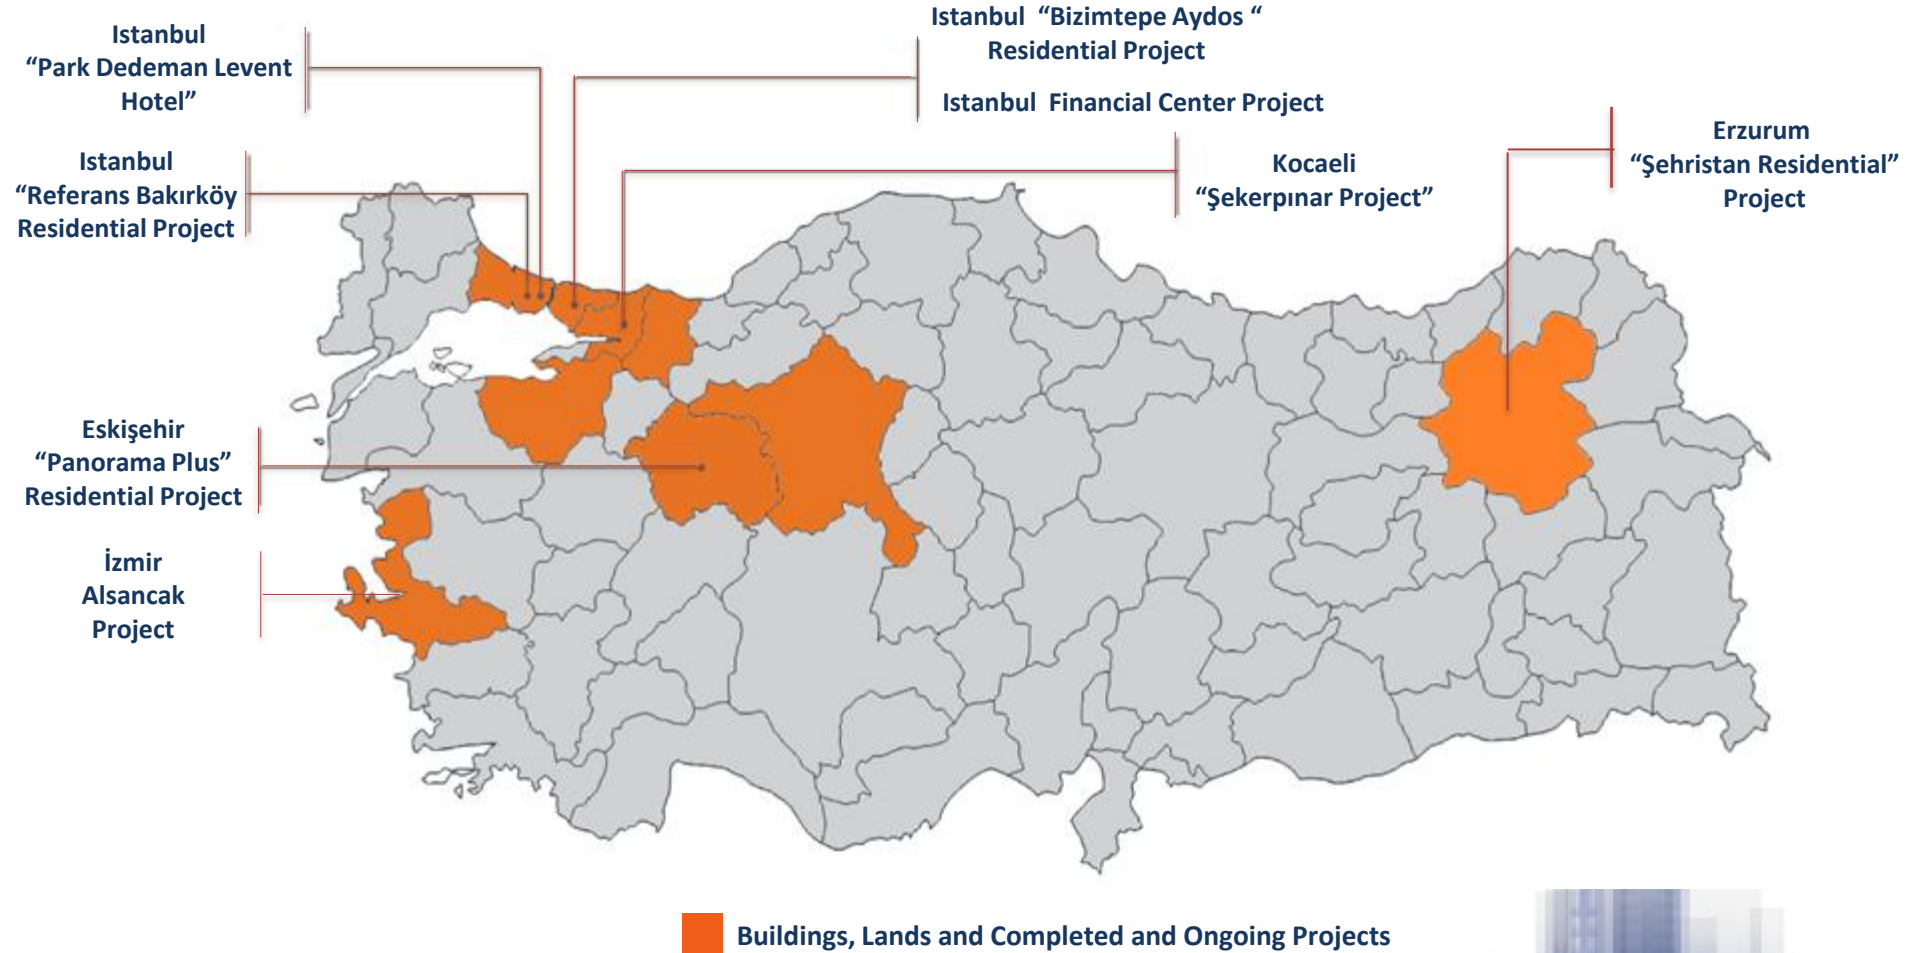 Istanbul
“Park Dedeman Levent
Hotel”
Istanbul “Bizimtepe Aydos “
Residential Project
Istanbul Financial Center Project
Istanbul
“Referans Bakırköy
Residential Project
Kocaeli
“Şekerpınar Project”
Erzurum
“Şehristan Residential”
Project
Eskişehir
“Panorama Plus”
Residential Project
İzmir
Alsancak
Project
Buildings, Lands and Completed and Ongoing Projects